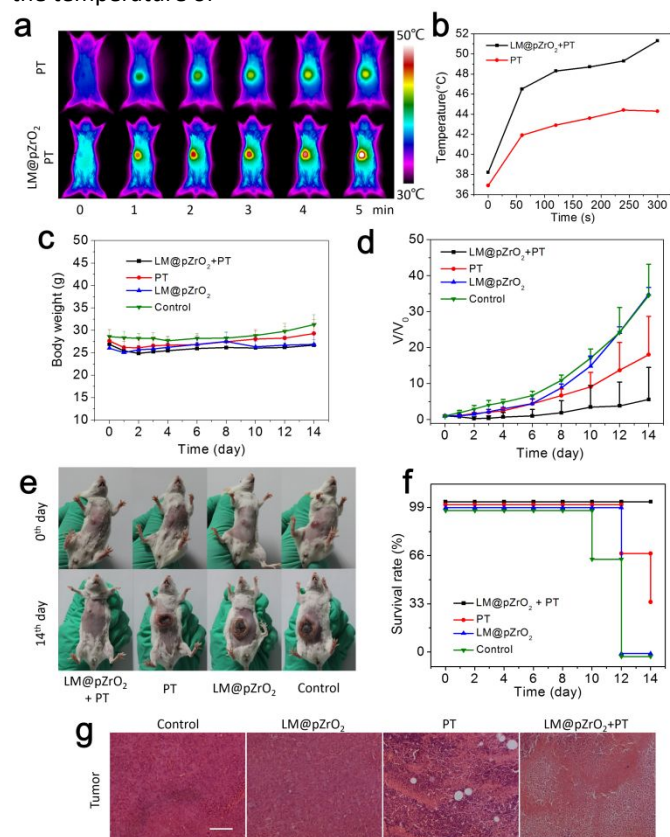 the temperature of
a
50℃
PT
LM@pZrO2
PT
30℃
0 1 2 3 4 5 min
b
52
50
48
46
44
42
40
38
36
Temperature(°C)
LM@pZrO2+PT
PT
0 60 120 180 240 300
Time (s)
c
30
25
20
15
10
5
0
Body weight (g)
LM@pZrO2+PT
PT
LM@pZrO2
Control
0 2 4 6 8 10 12 14
Time (day)
d
50
40
30
20
10
0
V/V0
LM@pZrO2+PT
PT
LM@pZrO2
Control
0 2 4 6 8 10 12 14
Time (day)
e
0th day
14th day
LM@pZrO2
+ PT
PT
LM@pZrO2
Control
f
99
66
33
0
Survival rate (%)
LM@pZrO2 + PT
PT
LM@pZrO2
Control
0 2 4 6 8 10 12 14
Time (day)
g
Control
LM@pZrO2
PT
LM@pZrO2+PT
Tumor